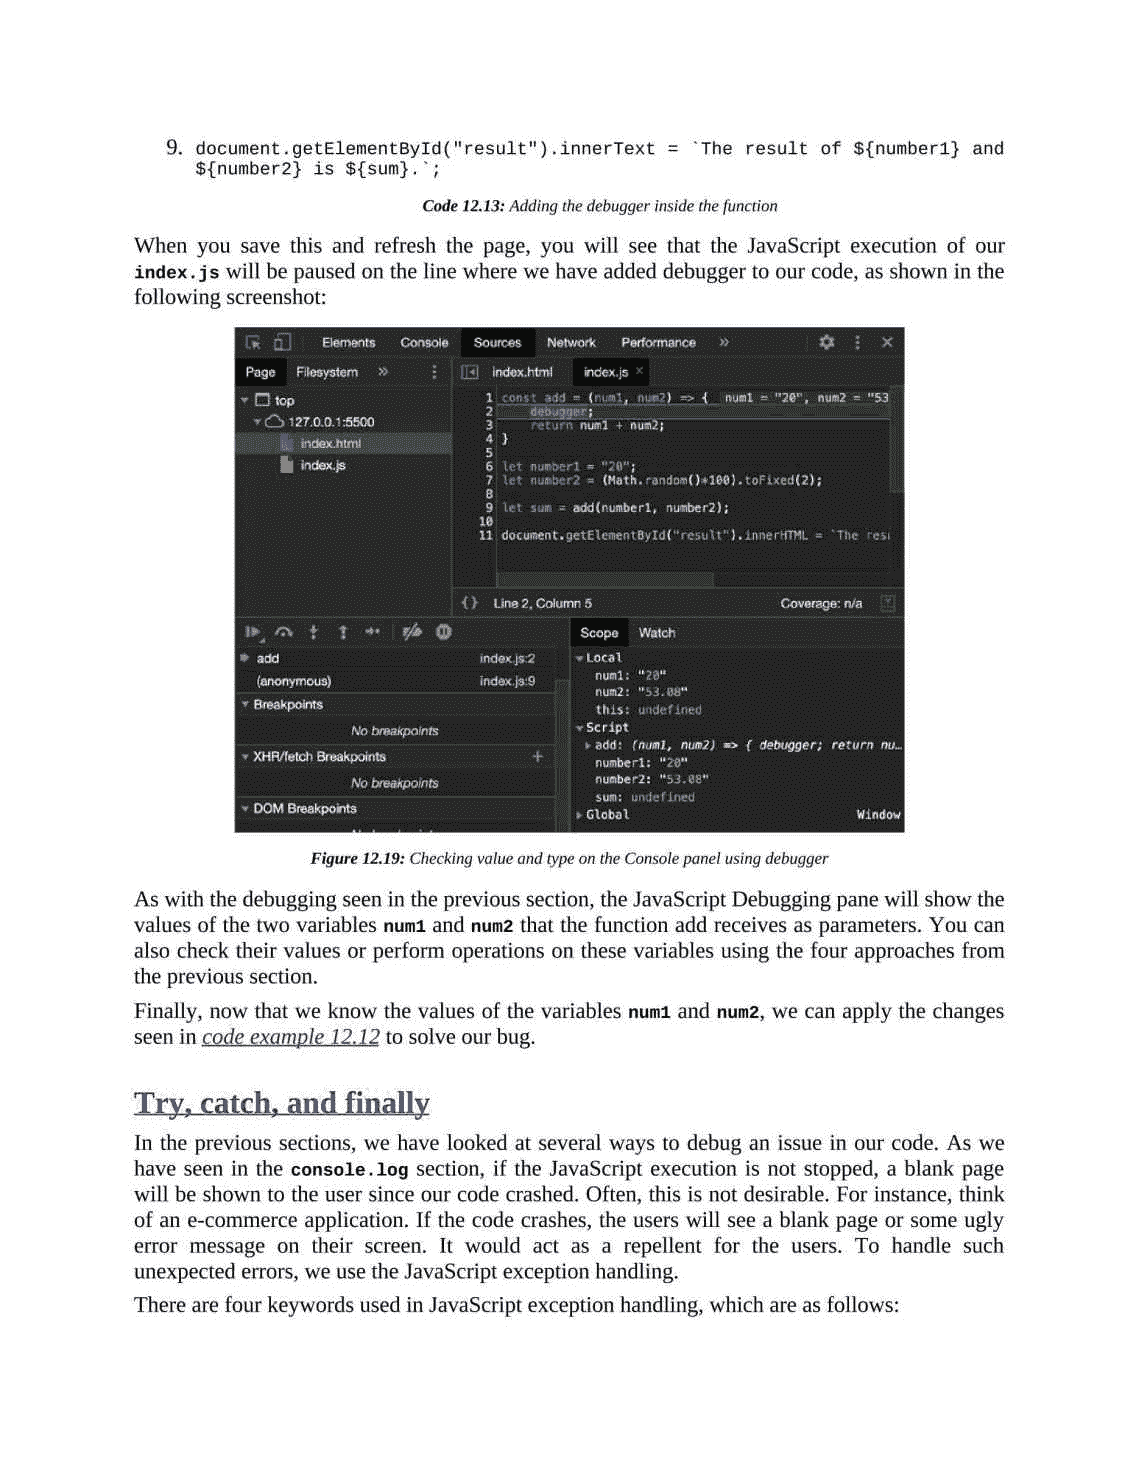 9. document.getElementById("result").innerText = `The result of ${number1} and
${number2} is ${sum}.`;
Code 12.13: Adding the debugger inside the function
When you save this and refresh the page, you will see that the JavaScript execution of our
index.js will be paused on the line where we have added debugger to our code, as shown in the
following screenshot:
Elements Console Sources Network Performance »
Page Filesystem »
index.html index.js ×
top
127.0.0.1:5500
index.html
index.js
1 const add = (num1, num2) => { num1 = "20", num2 = "53
2 debugger;
3 return num1 + num2;
4 }
5
6 let number1 = "20";
7 let number2 = (Math.random()*100).toFixed(2);
8
9 let sum = add(number1, number2);
10
11 document.getElementById("result").innerHTML = `The resu
{} Line 2, Column 5 Coverage: n/a
add index.js:2
(anonymous) index.js:9
Breakpoints
No breakpoints
XHR/fetch Breakpoints +
No breakpoints
DOM Breakpoints
Scope Watch
Local
num1: "20"
num2: "53.08"
this: undefined
Script
add: (num1, num2) => { debugger; return nu…
number1: "20"
number2: "53.08"
sum: undefined
Global Window
Figure 12.19: Checking value and type on the Console panel using debugger
As with the debugging seen in the previous section, the JavaScript Debugging pane will show the
values of the two variables num1 and num2 that the function add receives as parameters. You can
also check their values or perform operations on these variables using the four approaches from
the previous section.
Finally, now that we know the values of the variables num1 and num2, we can apply the changes
seen in code example 12.12 to solve our bug.
Try, catch, and finally
In the previous sections, we have looked at several ways to debug an issue in our code. As we
have seen in the console.log section, if the JavaScript execution is not stopped, a blank page
will be shown to the user since our code crashed. Often, this is not desirable. For instance, think
of an e-commerce application. If the code crashes, the users will see a blank page or some ugly
error message on their screen. It would act as a repellent for the users. To handle such
unexpected errors, we use the JavaScript exception handling.
There are four keywords used in JavaScript exception handling, which are as follows: